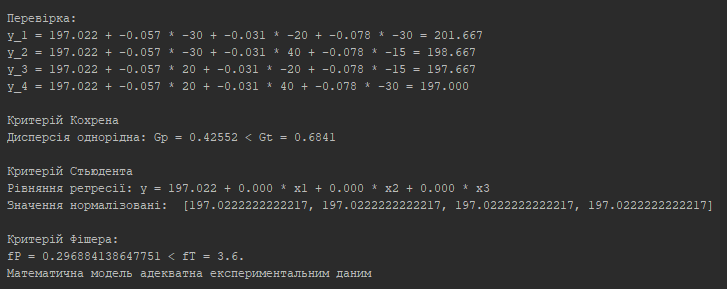 Перевірка:
y_1 = 197.022 + -0.057 * -30 + -0.031 * -20 + -0.078 * -30 = 201.667
y_2 = 197.022 + -0.057 * -30 + -0.031 * 40 + -0.078 * -15 = 198.667
y_3 = 197.022 + -0.057 * 20 + -0.031 * -20 + -0.078 * -15 = 197.667
y_4 = 197.022 + -0.057 * 20 + -0.031 * 40 + -0.078 * -30 = 197.000
Критерій Кохрена
Дисперсія однорідна: Gp = 0.42552 < Gt = 0.6841
Критерій Стьюдента
Рівняння регресії: y = 197.022 + 0.000 * x1 + 0.000 * x2 + 0.000 * x3
Значення нормалізовані:  [197.0222222222217, 197.0222222222217, 197.0222222222217, 197.0222222222217]
Критерій Фішера:
fP = 0.296884138647751 < fT = 3.6.
Математична модель адекватна експериментальним даним